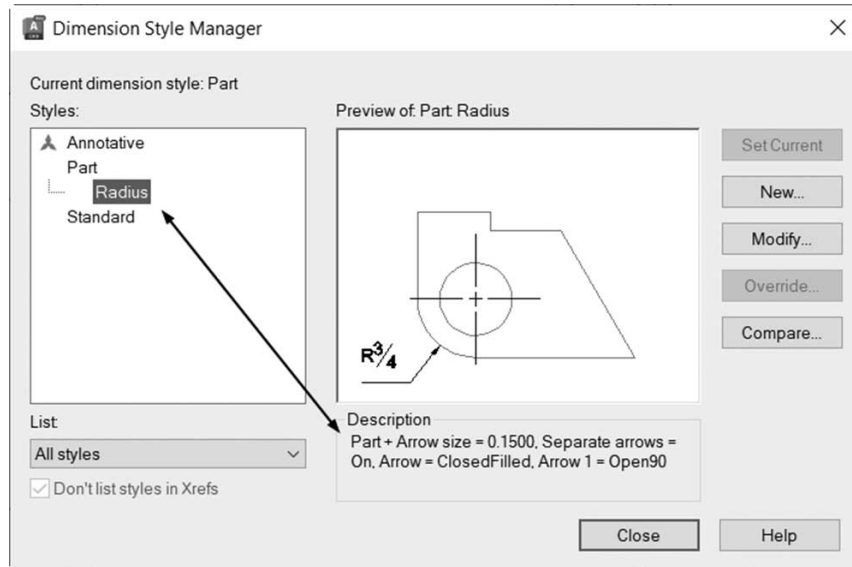 Dimension Style Manager
Current dimension style: Part
Styles:
Annotative
Part
Radius
Standard
List:
All styles
Don't list styles in Xrefs
Preview of: Part: Radius
R3/4
Description
Part + Arrow size = 0.1500, Separate arrows =
On, Arrow = ClosedFilled, Arrow 1 = Open90
Set Current
New...
Modify...
Override...
Compare...
Close
Help